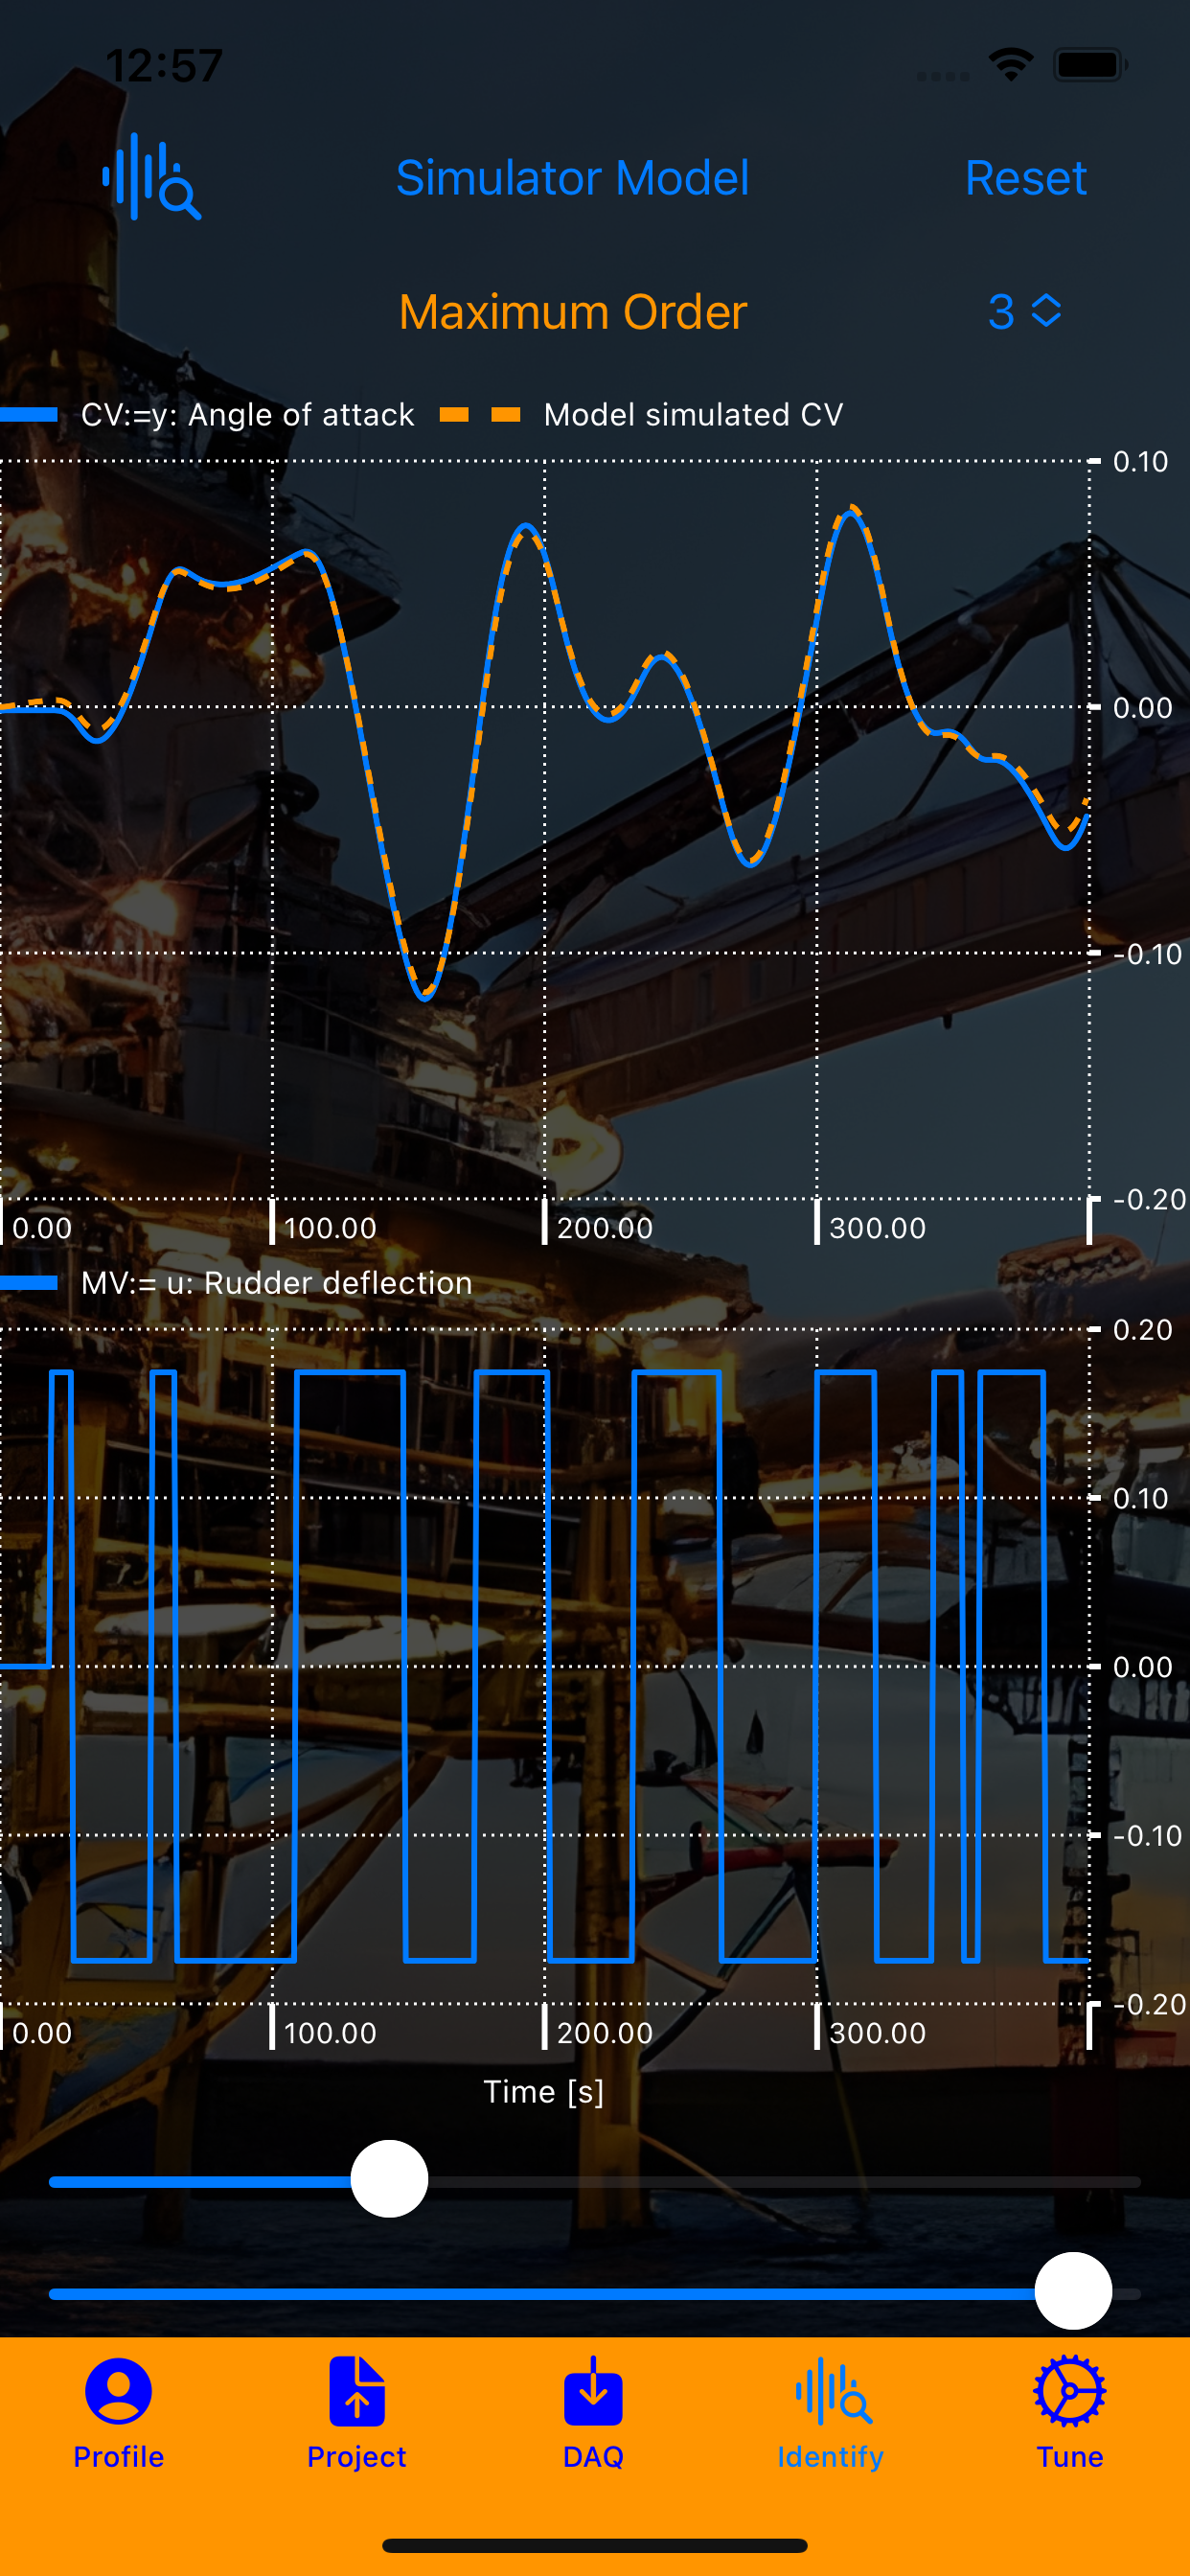 12:57
Simulator Model Reset
Maximum Order 3
CV:=y: Angle of attack Model simulated CV
0.10
0.00
-0.10
-0.20
0.00 100.00 200.00 300.00
MV:= u: Rudder deflection
0.20
0.10
0.00
-0.10
-0.20
0.00 100.00 200.00 300.00
Time [s]
Profile Project DAQ Identify Tune